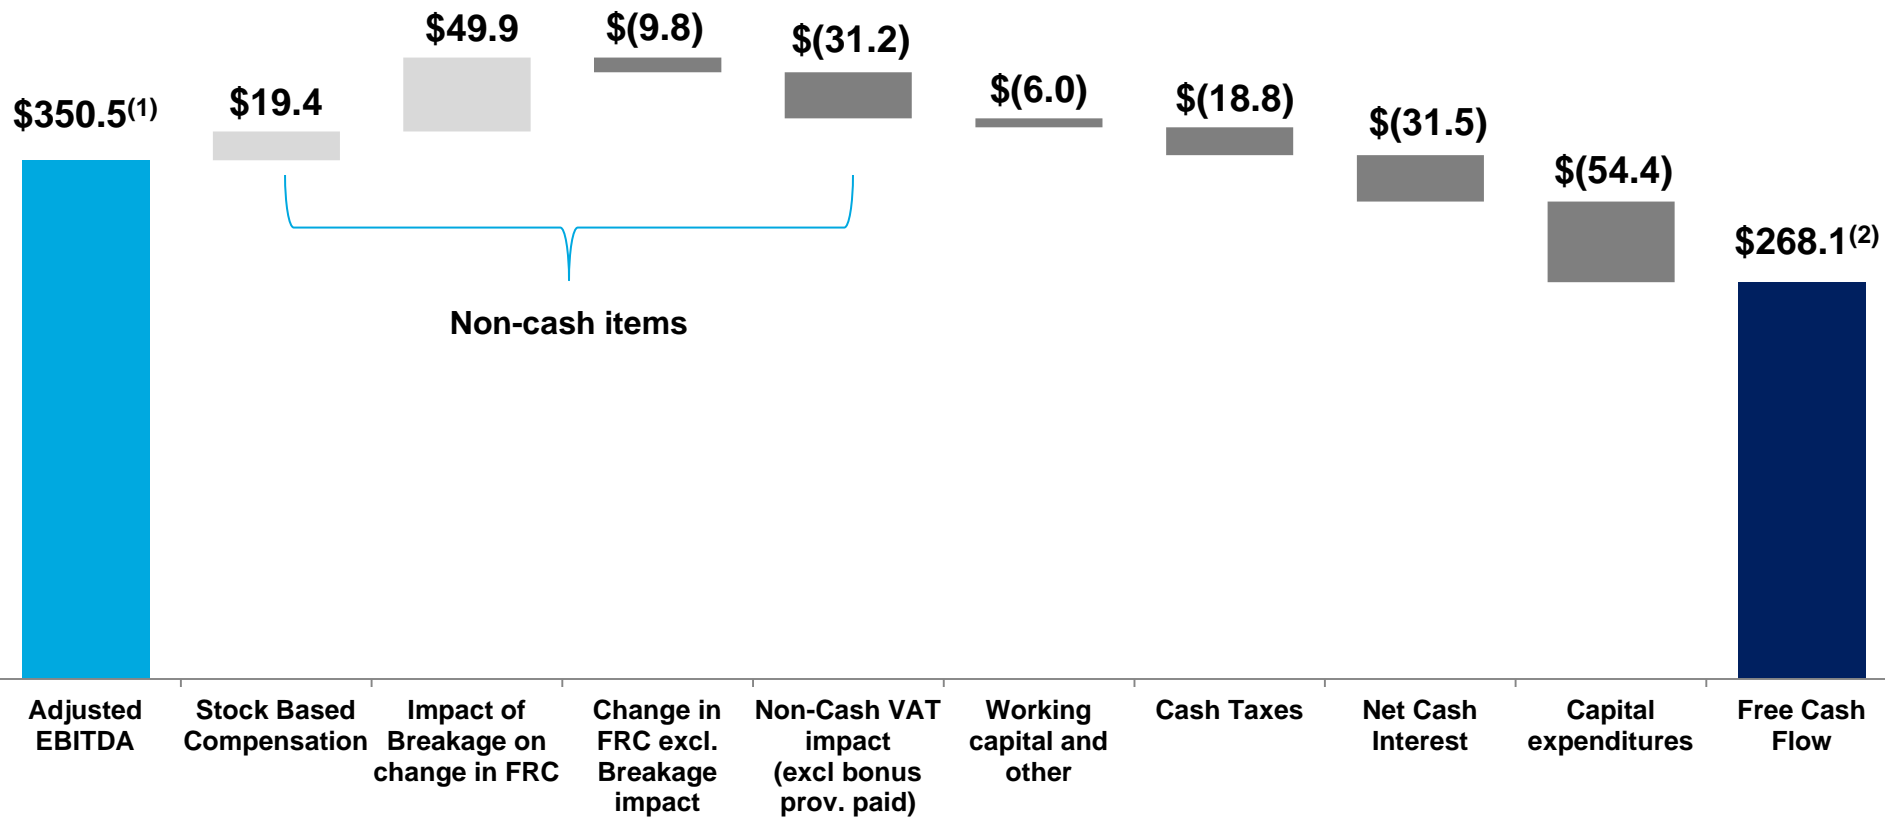 $350.5(1)
$19.4
$49.9
$(9.8)
$(31.2)
$(6.0)
$(18.8)
$(31.5)
$(54.4)
$268.1(2)
Non-cash items
Adjusted
EBITDA
Stock Based
Compensation
Impact of
Breakage on
change in FRC
Change in
FRC excl.
Breakage
impact
Non-Cash VAT
impact
(excl bonus
prov. paid)
Working
capital and
other
Cash Taxes
Net Cash
Interest
Capital
expenditures
Free Cash
Flow